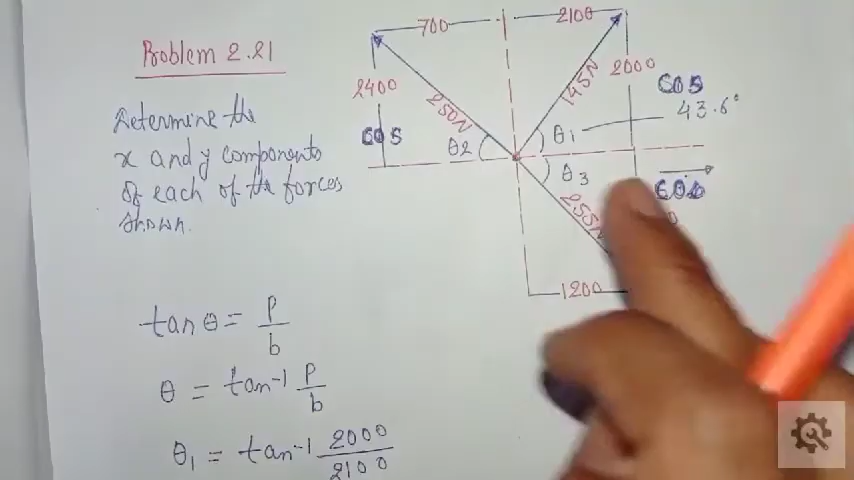 Problem 2.21
Determine the
x and y components
of each of the forces
shown.
700
2100
2400
2000
250N
145N
cos
cos
43.6°
θ2
θ1
θ3
255N
1200
tan θ = P/b
θ = tan-1 P/b
θ1 = tan-1 2000/2100